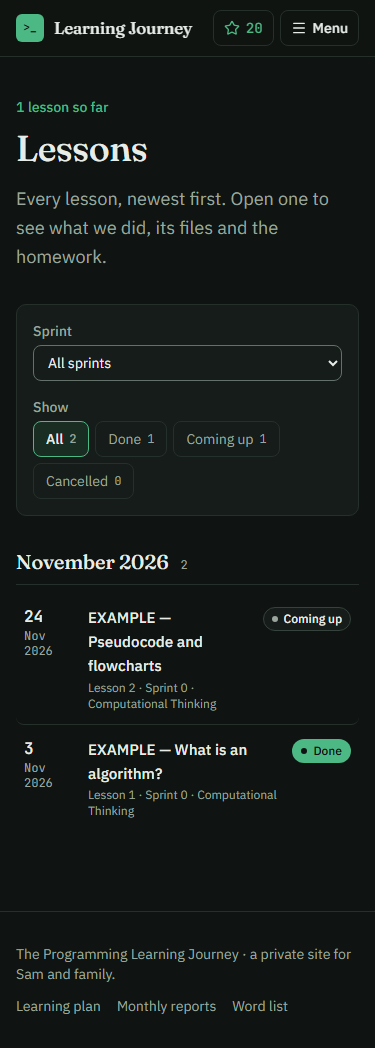 >_ Learning Journey 20 Menu
1 lesson so far
Lessons
Every lesson, newest first. Open one to
see what we did, its files and the
homework.
Sprint
All sprints
Show
All 2 Done 1 Coming up 1
Cancelled 0
November 2026 2
24
Nov
2026
EXAMPLE —
Pseudocode and
flowcharts
Lesson 2 · Sprint 0 ·
Computational Thinking
Coming up
3
Nov
2026
EXAMPLE — What is an
algorithm?
Lesson 1 · Sprint 0 · Computational
Thinking
Done
The Programming Learning Journey · a private site for
Sam and family.
Learning plan Monthly reports Word list